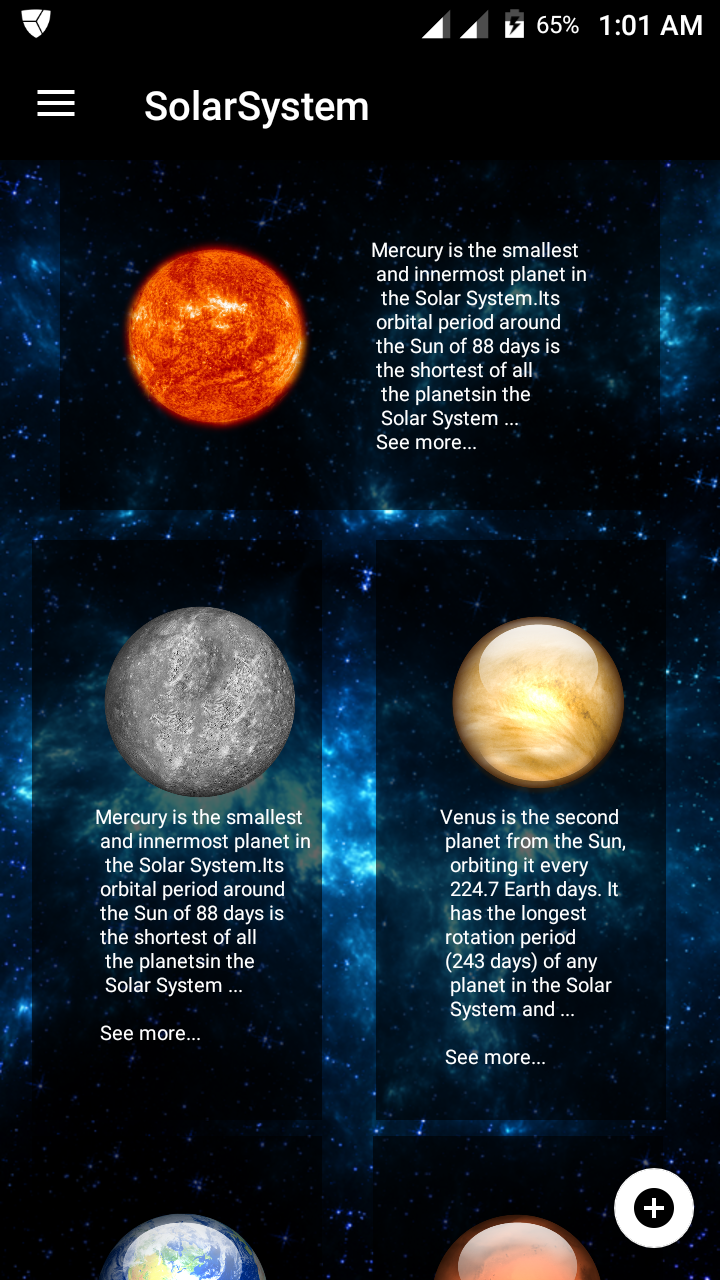 65% 1:01 AM
SolarSystem
Mercury is the smallest
and innermost planet in
the Solar System.Its
orbital period around
the Sun of 88 days is
the shortest of all
the planetsin the
Solar System ...
See more...
Mercury is the smallest
and innermost planet in
the Solar System.Its
orbital period around
the Sun of 88 days is
the shortest of all
the planetsin the
Solar System ...
See more...
Venus is the second
planet from the Sun,
orbiting it every
224.7 Earth days. It
has the longest
rotation period
(243 days) of any
planet in the Solar
System and ...
See more...